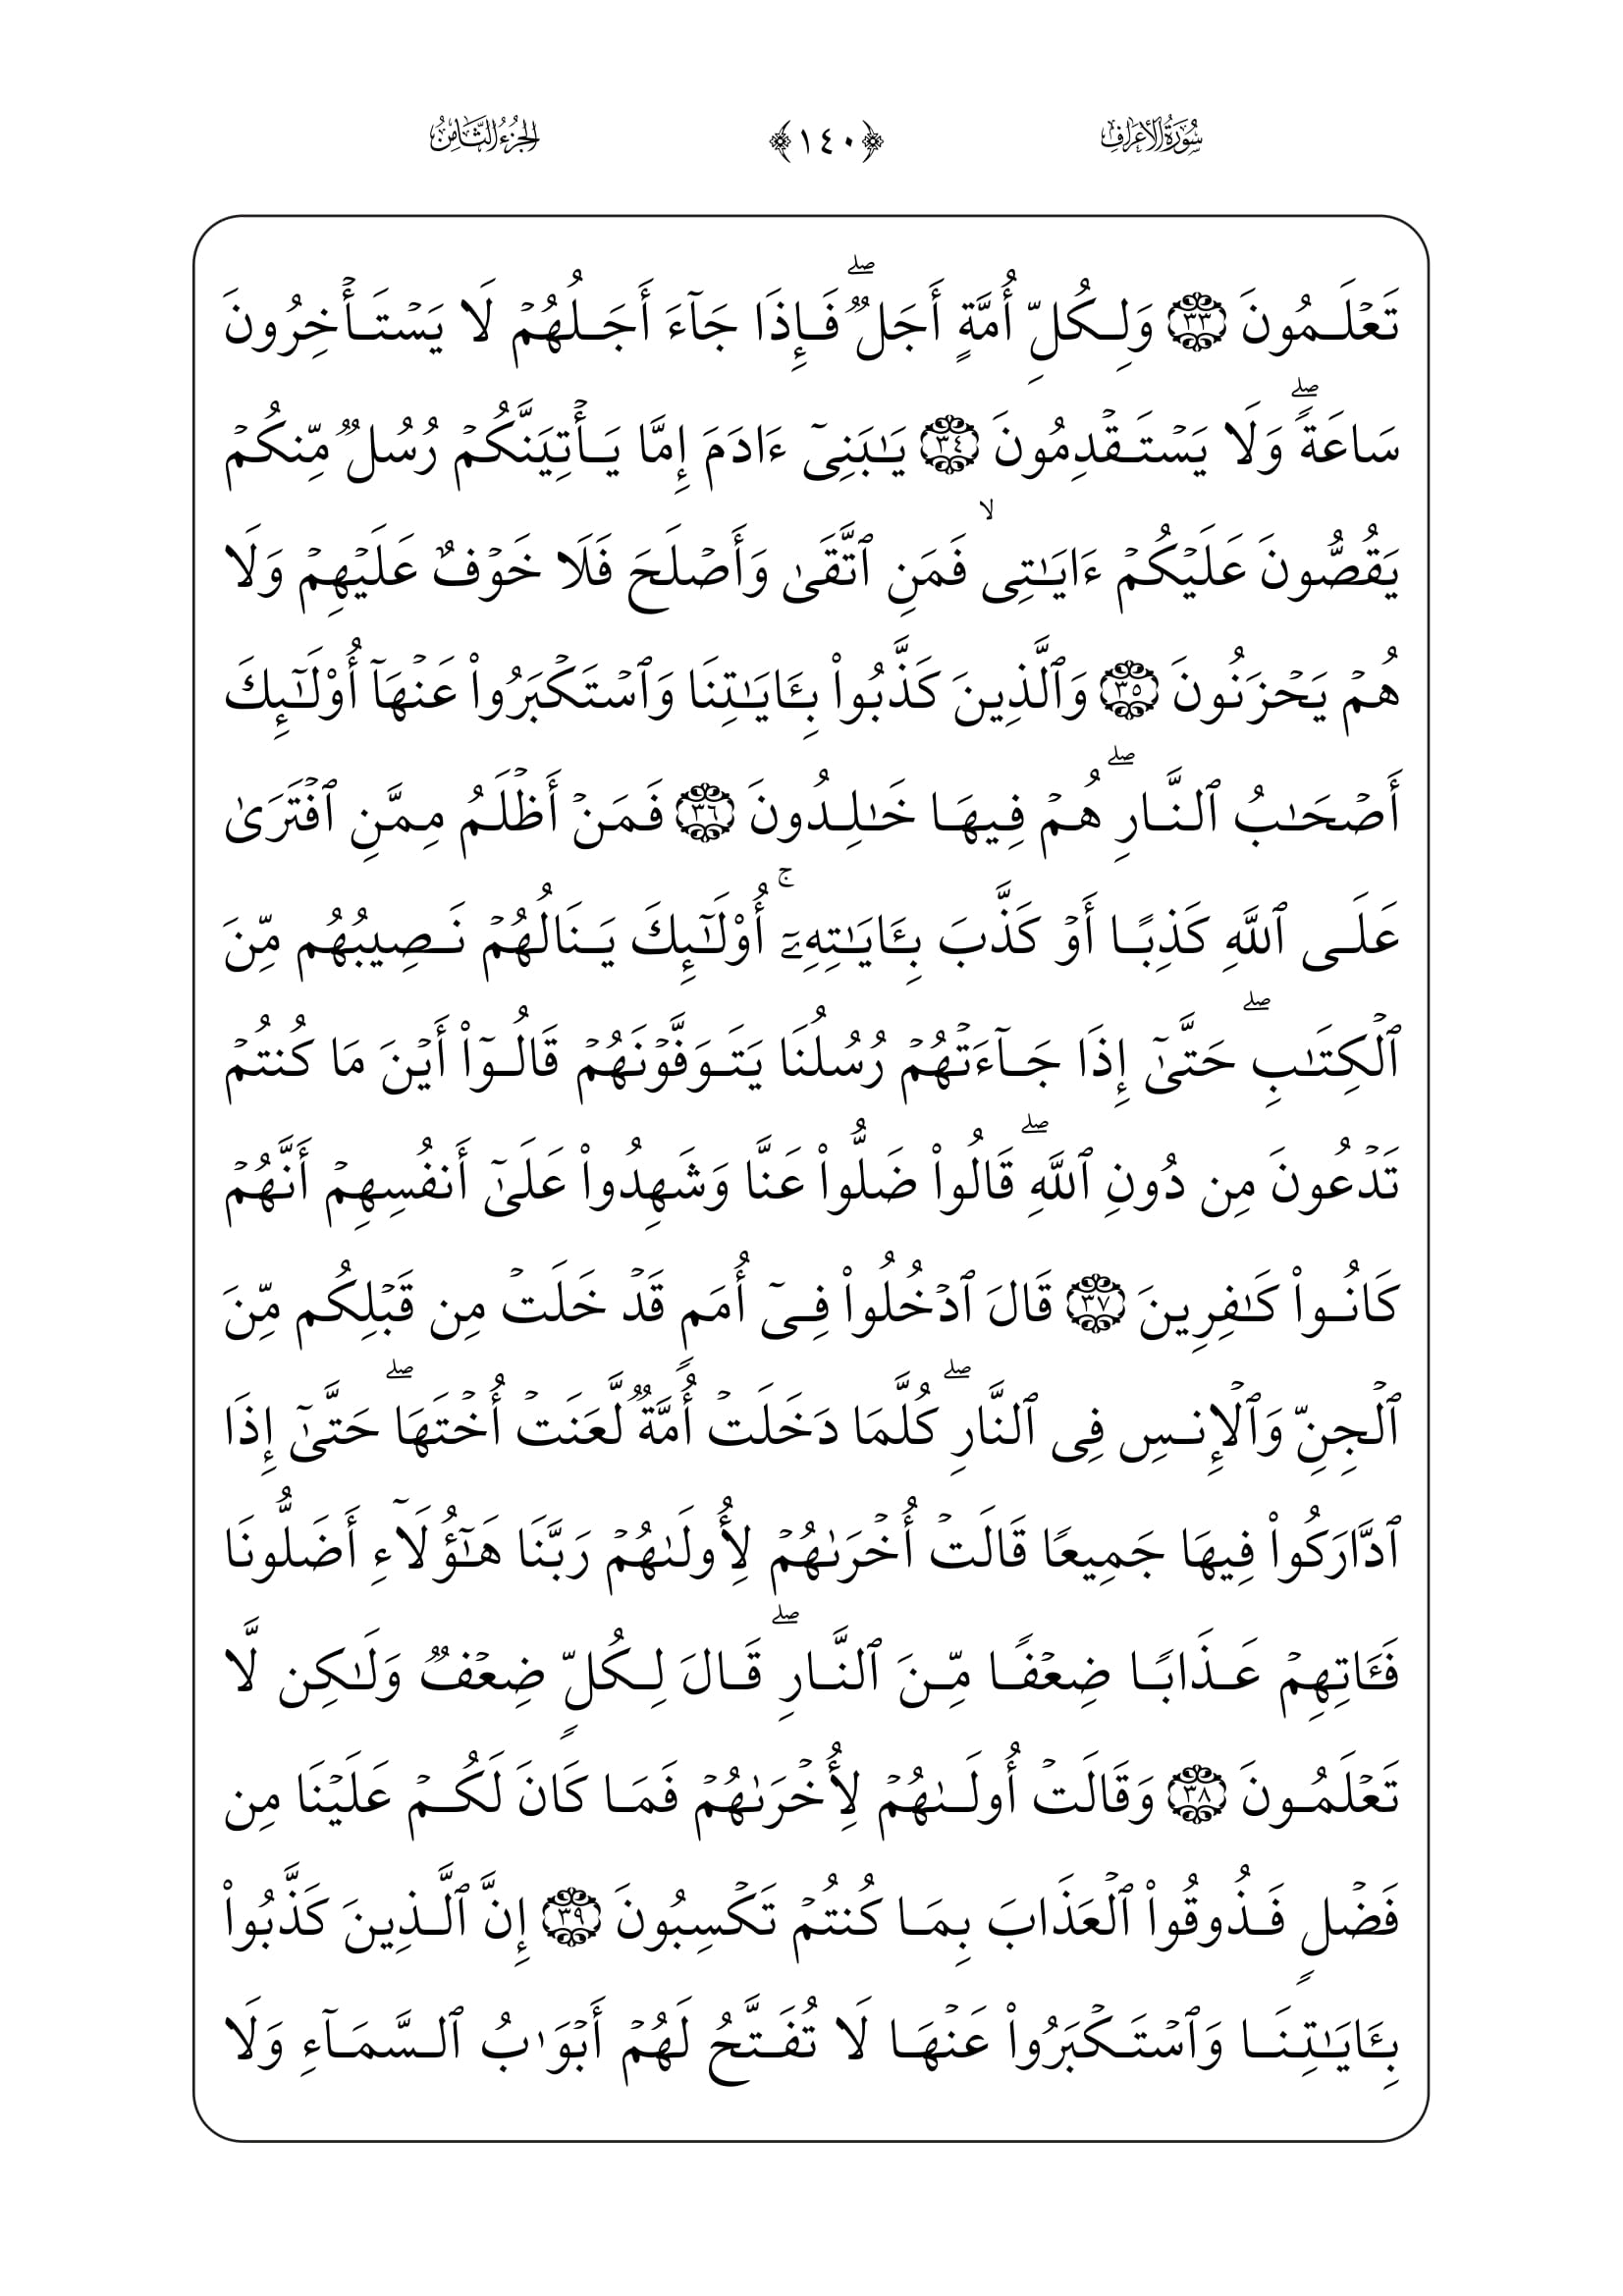 سُورَةُ الأَعْرَافِ ﴿١٤٠﴾ الجُزْءُ الثَّامِنُ
تَعۡلَمُونَ ٣٣ وَلِكُلِّ أُمَّةٍ أَجَلٞۖ فَإِذَا جَآءَ أَجَلُهُمۡ لَا يَسۡتَأۡخِرُونَ
سَاعَةٗۖ وَلَا يَسۡتَقۡدِمُونَ ٣٤ يَٰبَنِيٓ ءَادَمَ إِمَّا يَأۡتِيَنَّكُمۡ رُسُلٞ مِّنكُمۡ
يَقُصُّونَ عَلَيۡكُمۡ ءَايَٰتِي ۙ فَمَنِ ٱتَّقَىٰ وَأَصۡلَحَ فَلَا خَوۡفٌ عَلَيۡهِمۡ وَلَا
هُمۡ يَحۡزَنُونَ ٣٥ وَٱلَّذِينَ كَذَّبُواْ بِـَٔايَٰتِنَا وَٱسۡتَكۡبَرُواْ عَنۡهَآ أُوْلَٰٓئِكَ
أَصۡحَٰبُ ٱلنَّارِۖ هُمۡ فِيهَا خَٰلِدُونَ ٣٦ فَمَنۡ أَظۡلَمُ مِمَّنِ ٱفۡتَرَىٰ
عَلَى ٱللَّهِ كَذِبًا أَوۡ كَذَّبَ بِـَٔايَٰتِهِۦٓۚ أُوْلَٰٓئِكَ يَنَالُهُمۡ نَصِيبُهُم مِّنَ
ٱلۡكِتَٰبِۖ حَتَّىٰٓ إِذَا جَآءَتۡهُمۡ رُسُلُنَا يَتَوَفَّوۡنَهُمۡ قَالُوٓاْ أَيۡنَ مَا كُنتُمۡ
تَدۡعُونَ مِن دُونِ ٱللَّهِۖ قَالُواْ ضَلُّواْ عَنَّا وَشَهِدُواْ عَلَىٰٓ أَنفُسِهِمۡ أَنَّهُمۡ
كَانُواْ كَٰفِرِينَ ٣٧ قَالَ ٱدۡخُلُواْ فِيٓ أُمَمٖ قَدۡ خَلَتۡ مِن قَبۡلِكُم مِّنَ
ٱلۡجِنِّ وَٱلۡإِنسِ فِي ٱلنَّارِۖ كُلَّمَا دَخَلَتۡ أُمَّةٞ لَّعَنَتۡ أُخۡتَهَاۖ حَتَّىٰٓ إِذَا
ٱدَّارَكُواْ فِيهَا جَمِيعٗا قَالَتۡ أُخۡرَىٰهُمۡ لِأُولَىٰهُمۡ رَبَّنَا هَٰٓؤُلَآءِ أَضَلُّونَا
فَـَٔاتِهِمۡ عَذَابٗا ضِعۡفٗا مِّنَ ٱلنَّارِۖ قَالَ لِكُلّٖ ضِعۡفٞ وَلَٰكِن لَّا
تَعۡلَمُونَ ٣٨ وَقَالَتۡ أُولَىٰهُمۡ لِأُخۡرَىٰهُمۡ فَمَا كَانَ لَكُمۡ عَلَيۡنَا مِن
فَضۡلٖ فَذُوقُواْ ٱلۡعَذَابَ بِمَا كُنتُمۡ تَكۡسِبُونَ ٣٩ إِنَّ ٱلَّذِينَ كَذَّبُواْ
بِـَٔايَٰتِنَا وَٱسۡتَكۡبَرُواْ عَنۡهَا لَا تُفَتَّحُ لَهُمۡ أَبۡوَٰبُ ٱلسَّمَآءِ وَلَا